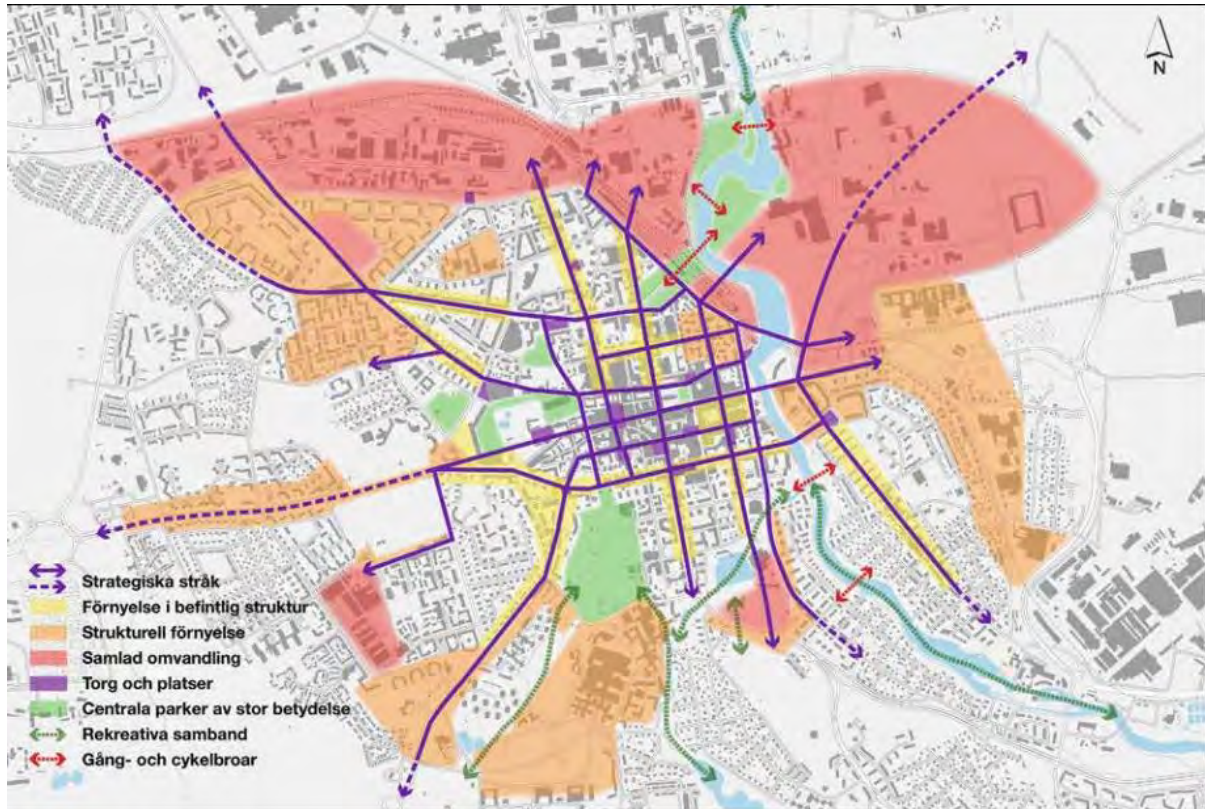 N
Strategiska stråk
Förnyelse i befintlig struktur
Strukturell förnyelse
Samlad omvandling
Torg och platser
Centrala parker av stor betydelse
Rekreativa samband
Gång- och cykelbroar